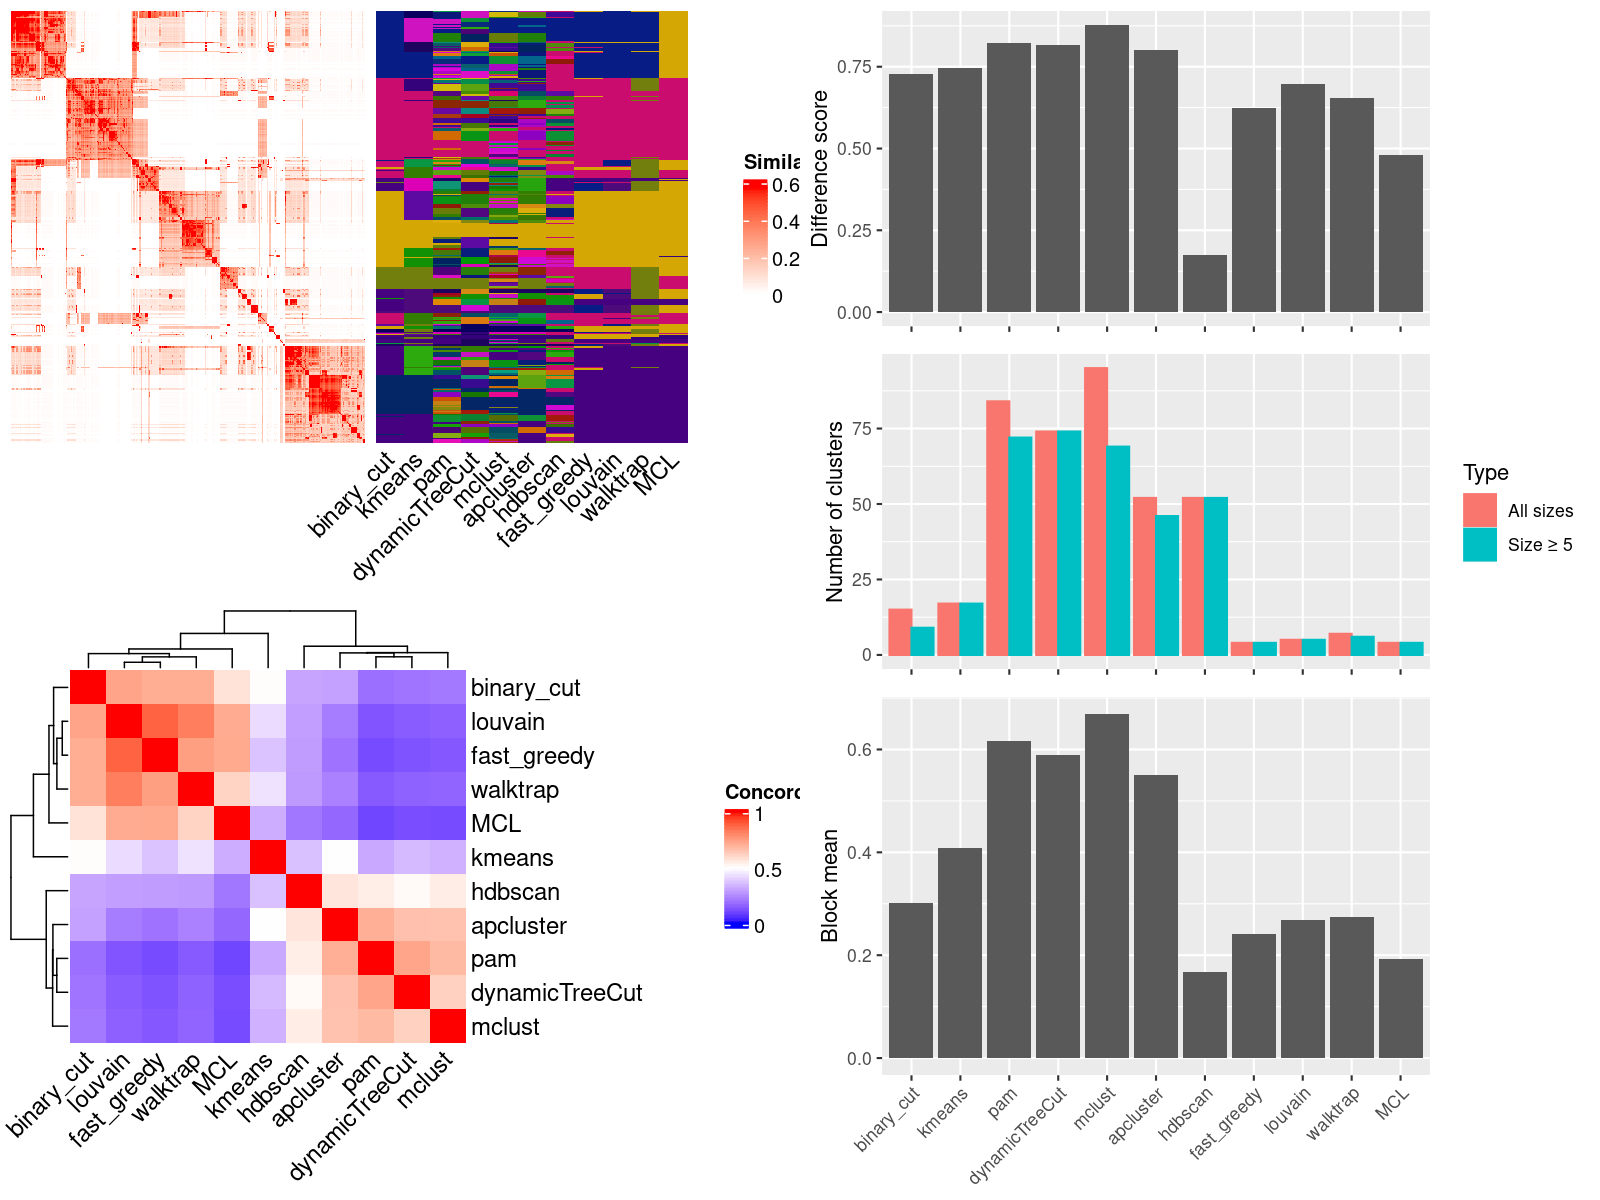 Simila
0.6
0.4
0.2
0
binary_cut
kmeans
pam
dynamicTreeCut
mclust
apcluster
hdbscan
fast_greedy
louvain
walktrap
MCL
binary_cut
louvain
fast_greedy
walktrap
MCL
kmeans
hdbscan
apcluster
pam
dynamicTreeCut
mclust
Concord
1
0.5
0
binary_cut
louvain
fast_greedy
walktrap
MCL
kmeans
hdbscan
apcluster
pam
dynamicTreeCut
mclust
Difference score
0.75
0.50
0.25
0.00
Number of clusters
75
50
25
0
Type
All sizes
Size ≥ 5
Block mean
0.6
0.4
0.2
0.0
binary_cut
kmeans
pam
dynamicTreeCut
mclust
apcluster
hdbscan
fast_greedy
louvain
walktrap
MCL